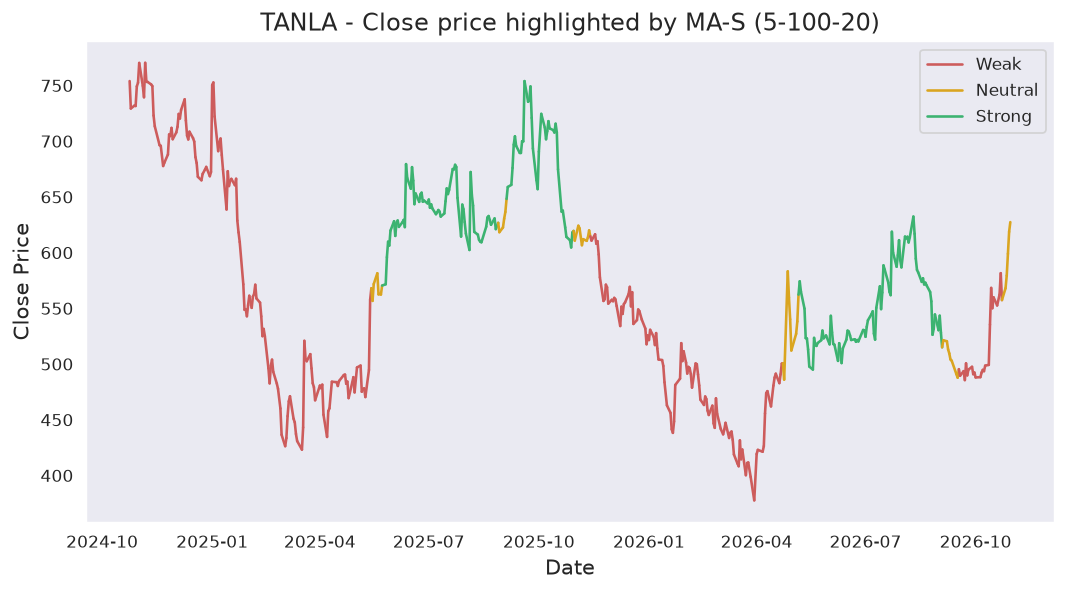 TANLA - Close price highlighted by MA-S (5-100-20)
Weak
Neutral
Strong
Close Price
750
700
650
600
550
500
450
400
2024-10 2025-01 2025-04 2025-07 2025-10 2026-01 2026-04 2026-07 2026-10
Date